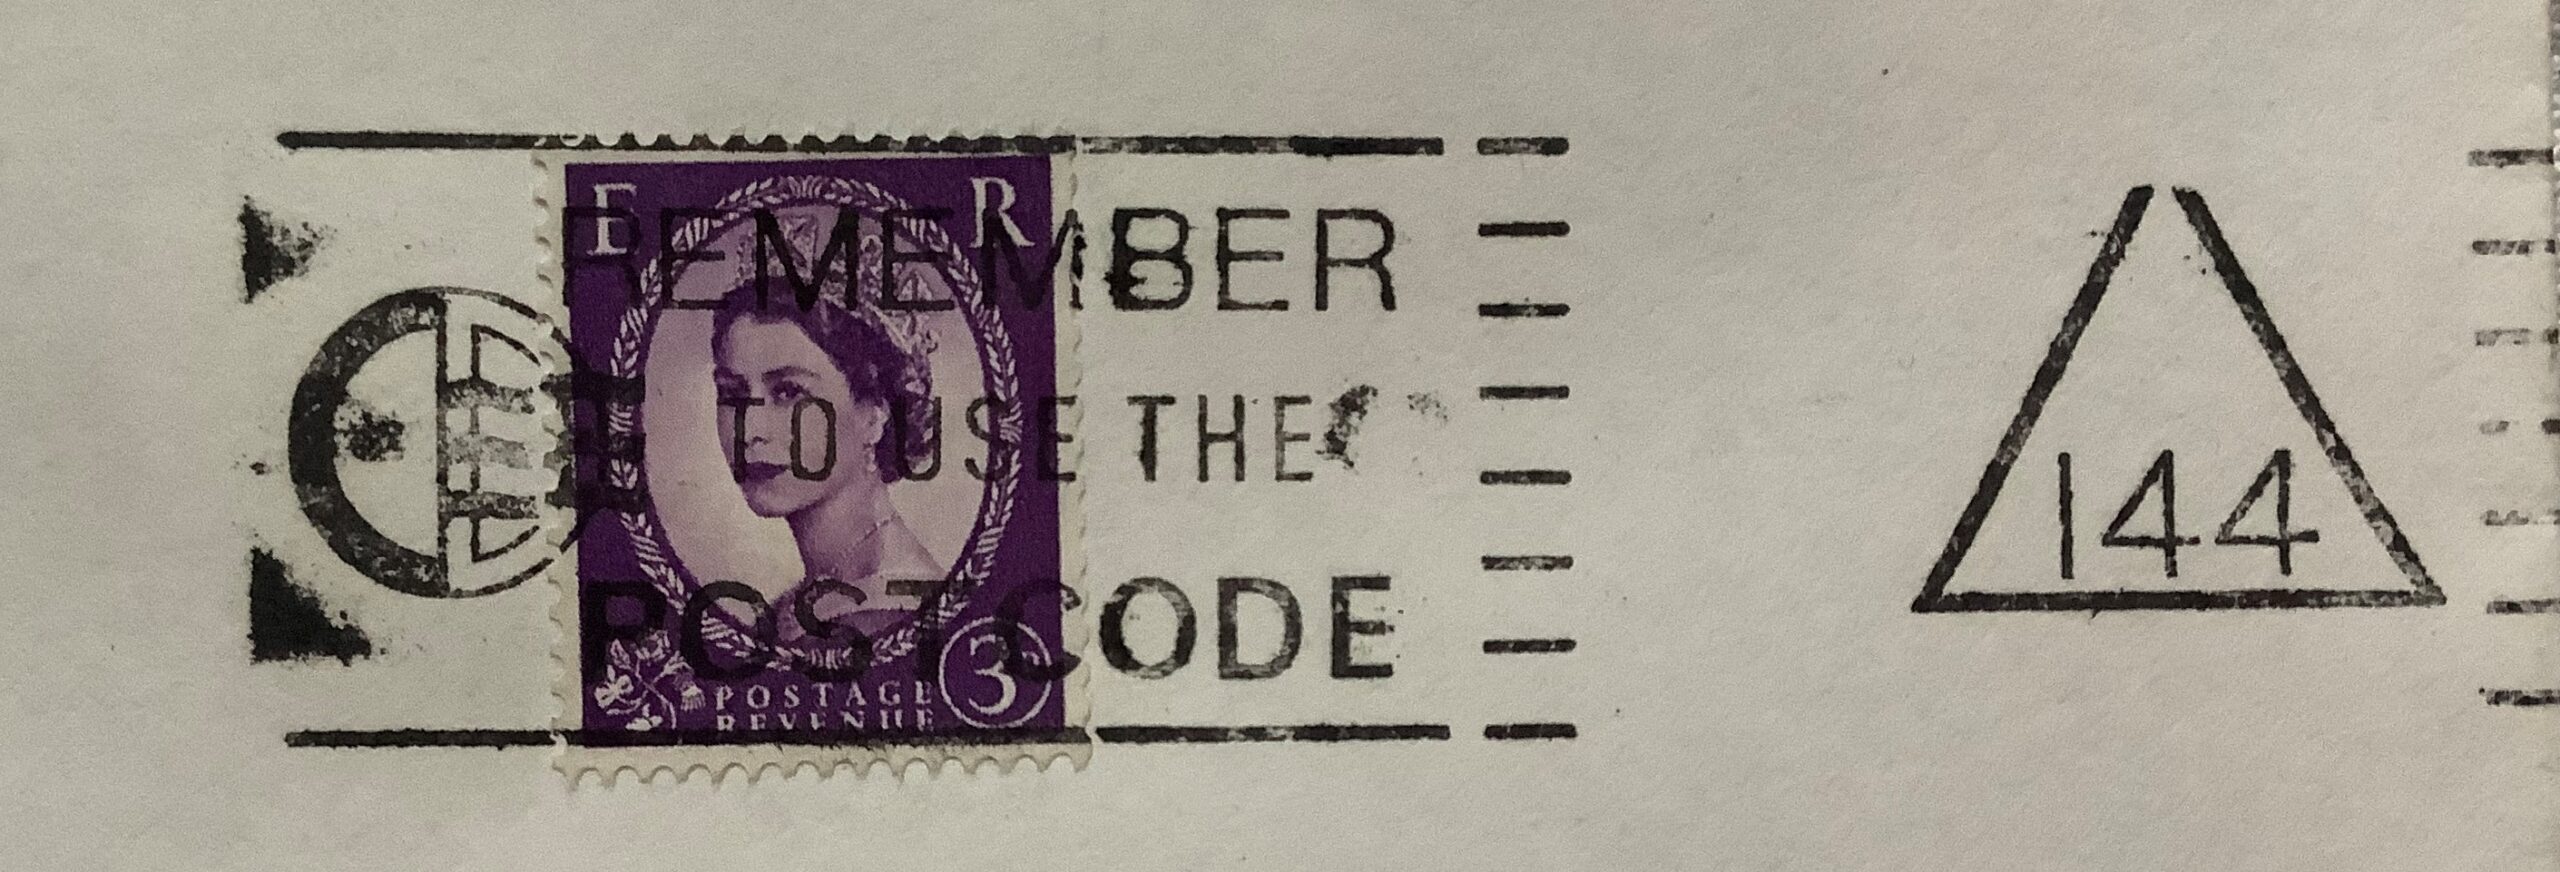 E R
REMEMBER
TO USE THE
POSTCODE
POSTAGE
REVENUE
3D
144